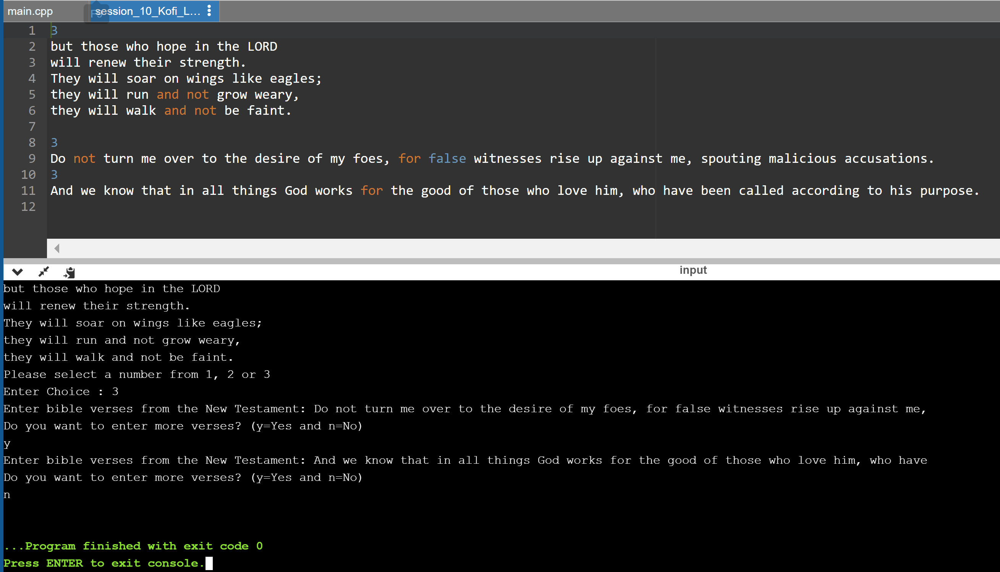 main.cpp
session_10_Kofi_L...
1 3
2 but those who hope in the LORD
3 will renew their strength.
4 They will soar on wings like eagles;
5 they will run and not grow weary,
6 they will walk and not be faint.
7
8 3
9 Do not turn me over to the desire of my foes, for false witnesses rise up against me, spouting malicious accusations.
10 3
11 And we know that in all things God works for the good of those who love him, who have been called according to his purpose.
12
input
but those who hope in the LORD
will renew their strength.
They will soar on wings like eagles;
they will run and not grow weary,
they will walk and not be faint.
Please select a number from 1, 2 or 3
Enter Choice : 3
Enter bible verses from the New Testament: Do not turn me over to the desire of my foes, for false witnesses rise up against me,
Do you want to enter more verses? (y=Yes and n=No)
y
Enter bible verses from the New Testament: And we know that in all things God works for the good of those who love him, who have
Do you want to enter more verses? (y=Yes and n=No)
n
...Program finished with exit code 0
Press ENTER to exit console.